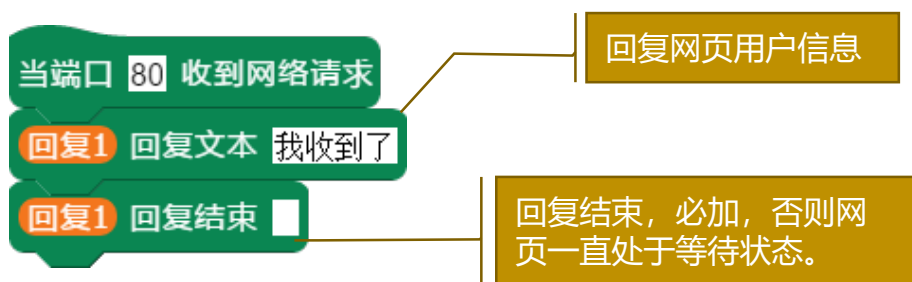 回复网页用户信息
当端口 80 收到网络请求
回复1 回复文本 我收到了
回复1 回复结束
回复结束，必加，否则网
页一直处于等待状态。